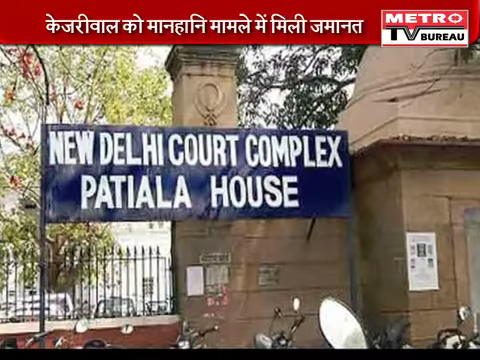 केजरीवाल को मानहानि मामले में मिली जमानत
METRO
TV BUREAU
NEW DELHI COURT COMPLEX
PATIALA HOUSE